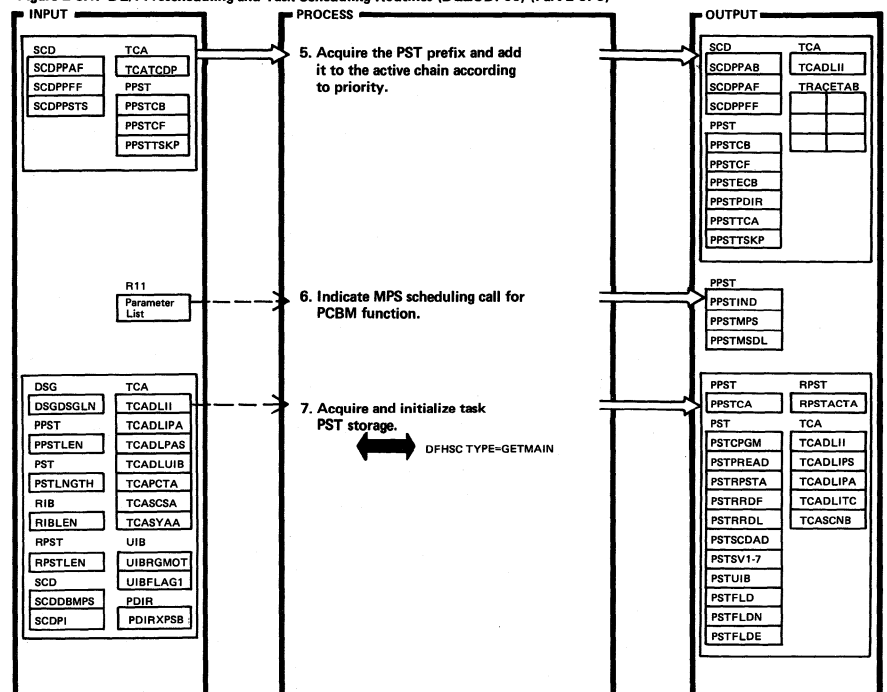 INPUT
PROCESS
OUTPUT
SCD
TCA
SCDPPAF
TCATCDP
SCDPPFF
PPST
SCDPPSTS
PPSTCB
PPSTCF
PPSTTSKP
5. Acquire the PST prefix and add
it to the active chain according
to priority.
SCD
TCA
SCDPPAB
TCADLII
SCDPPAF
TRACETAB
SCDPPFF
PPST
PPSTCB
PPSTCF
PPSTECB
PPSTPDIR
PPSTTCA
PPSTTSKP
R11
Parameter
List
6. Indicate MPS scheduling call for
PCBM function.
PPST
PPSTIND
PPSTMPS
PPSTMSDL
DSG
TCA
DSGDSGLN
TCADLII
PPST
TCADLIPA
PPSTLEN
TCADLPAS
PST
TCADLUIB
PSTLNGTH
TCAPCTA
RIB
TCASCSA
RIBLEN
TCASYAA
RPST
UIB
RPSTLEN
UIBRGMOT
SCD
UIBFLAG1
SCDDBMPS
PDIR
SCDPI
PDIRXPSB
7. Acquire and initialize task
PST storage.
DFHSC TYPE=GETMAIN
PPST
RPST
PPSTCA
RPSTACTA
PST
TCA
PSTCPGM
TCADLII
PSTPREAD
TCADLIPS
PSTRPSTA
TCADLIPA
PSTRRDF
TCADLITC
PSTRRDL
TCASCNB
PSTSCDAD
PSTSV1-7
PSTUIB
PSTFLD
PSTFLDN
PSTFLDE